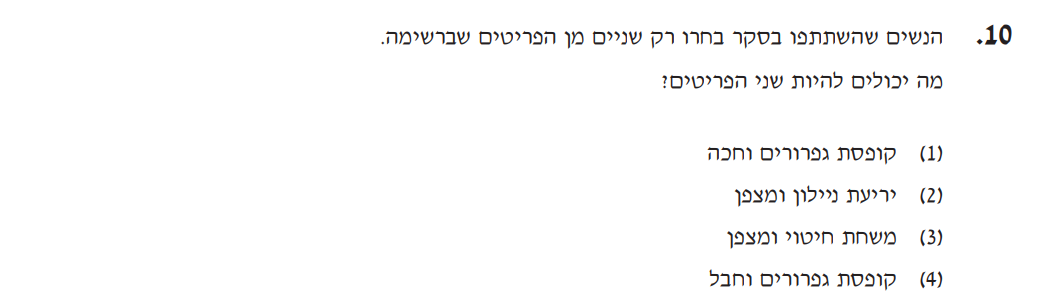 10. הנשים שהשתתפו בסקר בחרו רק שניים מן הפריטים שברשימה.
מה יכולים להיות שני הפריטים?
(1) קופסת גפרורים וחכה
(2) יריעת ניילון ומצפן
(3) משחת חיטוי ומצפן
(4) קופסת גפרורים וחבל